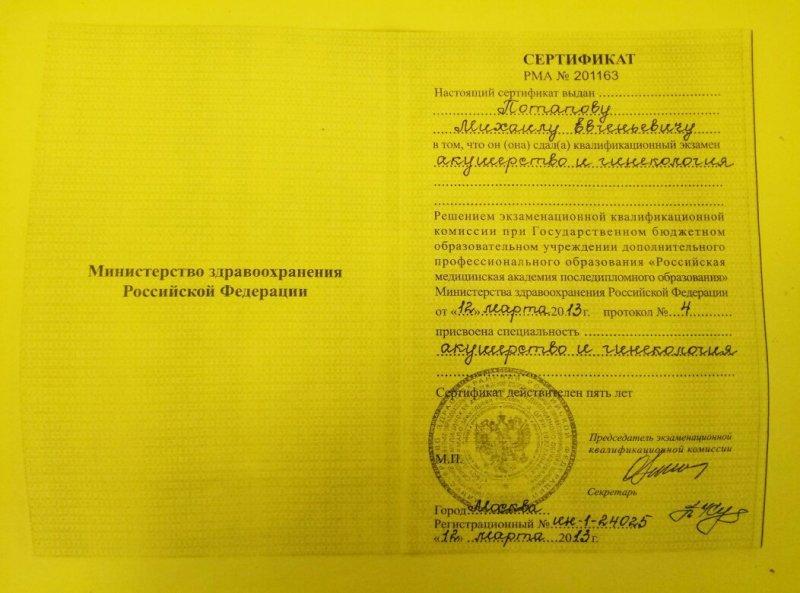 Министерство здравоохранения
Российской Федерации
СЕРТИФИКАТ
РМА № 201163
Настоящий сертификат выдан
Потапову
Михаилу Евгеньевичу
в том, что он (она) сдал(а) квалификационный экзамен
акушерство и гинекология
Решением экзаменационной квалификационной
комиссии при Государственном бюджетном
образовательном учреждении дополнительного
профессионального образования «Российская
медицинская академия последипломного образования»
Министерства здравоохранения Российской Федерации
от «12» марта 2013г. протокол № 4
присвоена специальность
акушерство и гинекология
Сертификат действителен пять лет
Председатель экзаменационной
квалификационной комиссии
М.П.
Секретарь
Город Москва
Регистрационный № ин-1-24025
«12» марта 2013г.